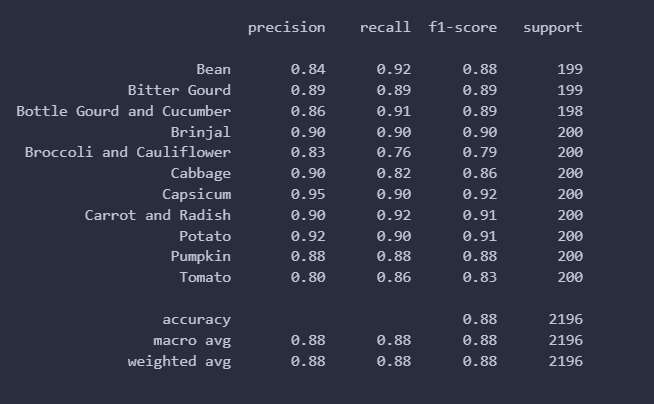 precision recall f1-score support
Bean 0.84 0.92 0.88 199
Bitter Gourd 0.89 0.89 0.89 199
Bottle Gourd and Cucumber 0.86 0.91 0.89 198
Brinjal 0.90 0.90 0.90 200
Broccoli and Cauliflower 0.83 0.76 0.79 200
Cabbage 0.90 0.82 0.86 200
Capsicum 0.95 0.90 0.92 200
Carrot and Radish 0.90 0.92 0.91 200
Potato 0.92 0.90 0.91 200
Pumpkin 0.88 0.88 0.88 200
Tomato 0.80 0.86 0.83 200
accuracy 0.88 2196
macro avg 0.88 0.88 0.88 2196
weighted avg 0.88 0.88 0.88 2196